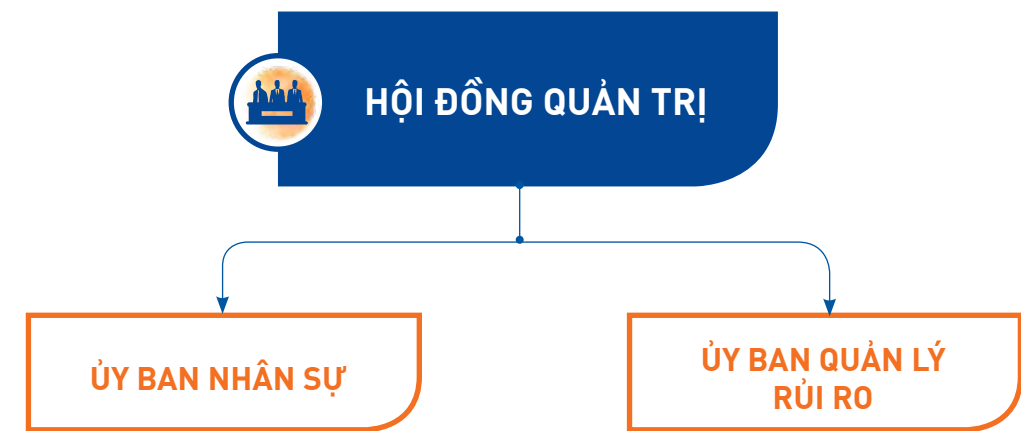 HỘI ĐỒNG QUẢN TRỊ
ỦY BAN NHÂN SỰ
ỦY BAN QUẢN LÝ
RỦI RO